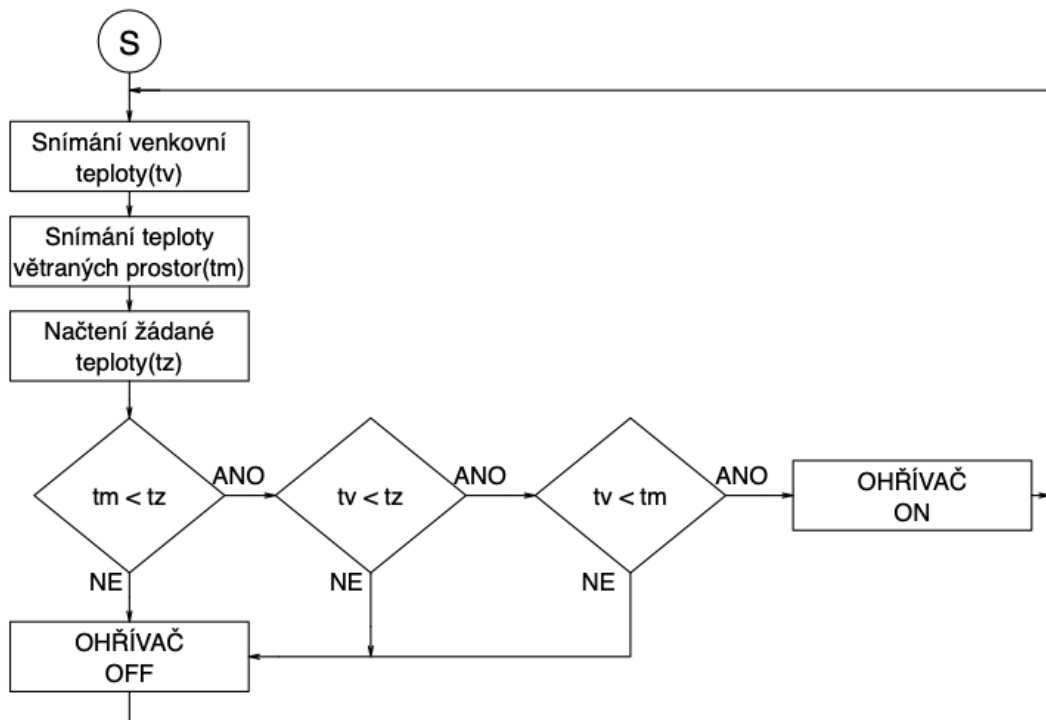 S
Snímání venkovní
teploty(tv)
Snímání teploty
větraných prostor(tm)
Načtení žádané
teploty(tz)
tm < tz
ANO
tv < tz
ANO
tv < tm
ANO
OHŘÍVAČ
ON
NE
NE
NE
OHŘÍVAČ
OFF